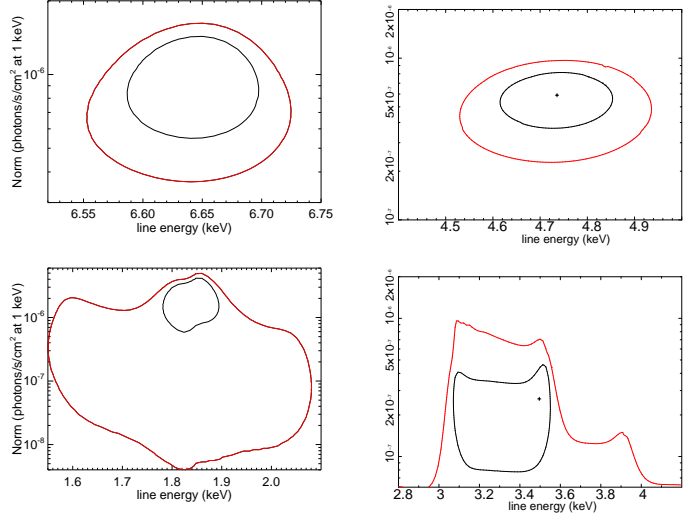 Norm (photons/s/cm² at 1 keV)
10⁻⁶
6.55 6.60 6.65 6.70 6.75
line energy (keV)
2×10⁻⁶
10⁻⁶
5×10⁻⁷
2×10⁻⁷
10⁻⁷
4.5 4.6 4.7 4.8 4.9
line energy (keV)
Norm (photons/s/cm² at 1 keV)
10⁻⁶
10⁻⁷
10⁻⁸
1.6 1.7 1.8 1.9 2.0
line energy (keV)
2×10⁻⁶
10⁻⁶
5×10⁻⁷
2×10⁻⁷
10⁻⁷
2.8 3 3.2 3.4 3.6 3.8 4
line energy (keV)